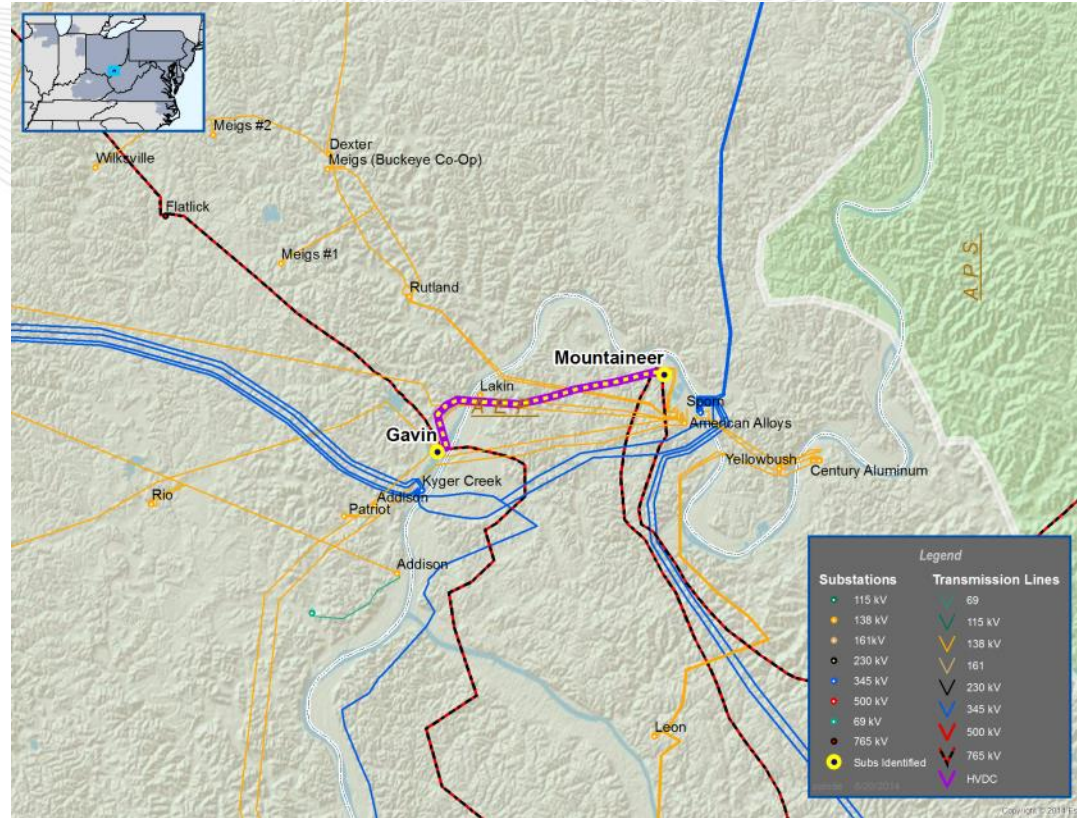 Meigs #2
Dexter
Meigs (Buckeye Co-Op)
Wilksville
Flatlick
Meigs #1
Rutland
Mountaineer
Lakin
Sporn
American Alloys
Gavin
Yellowbush
Century Aluminum
Kyger Creek
Addison
Rio
Patriot
Addison
Leon
A P S
Legend
Substations
115 kV
138 kV
161kV
230 kV
345 kV
500 kV
69 kV
765 kV
Subs Identified
Transmission Lines
69
115 kV
138 kV
161
230 kV
345 kV
500 kV
765 kV
HVDC